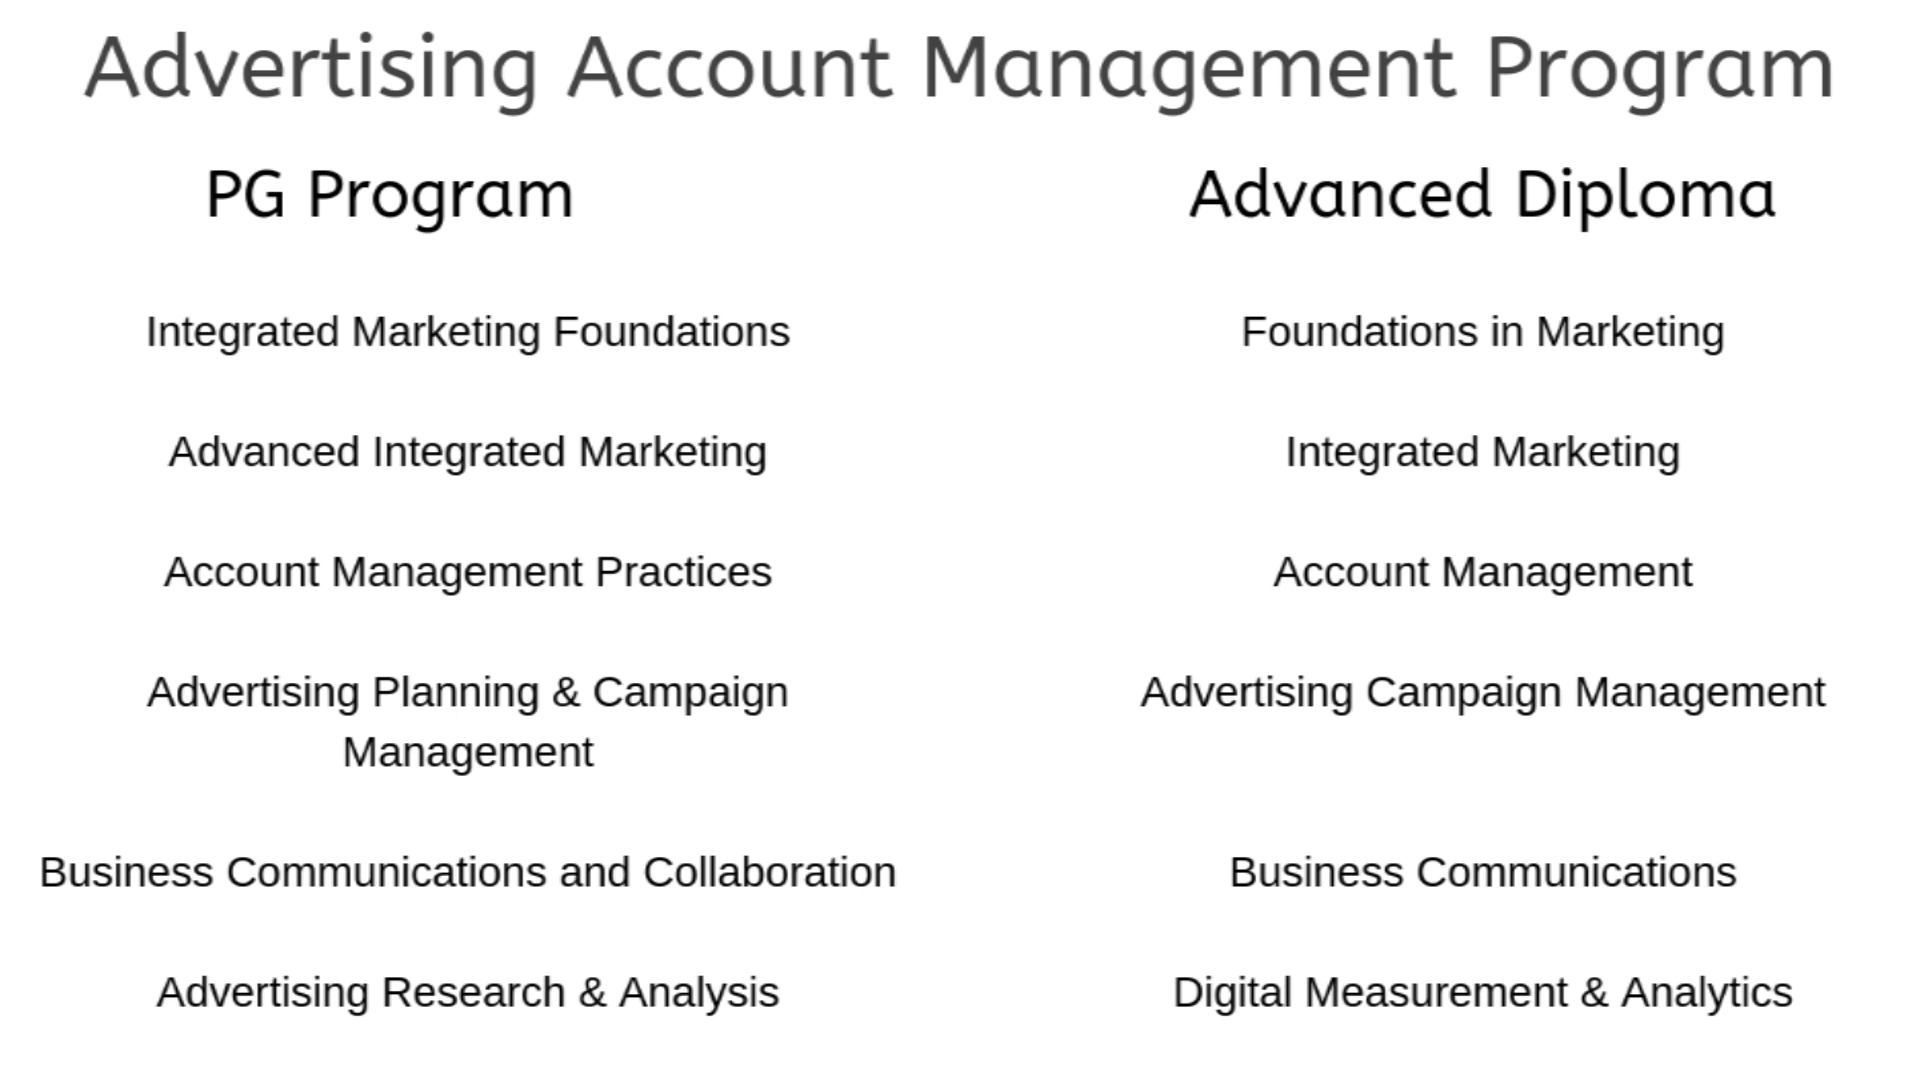 Advertising Account Management Program
PG Program
Advanced Diploma
Integrated Marketing Foundations
Foundations in Marketing
Advanced Integrated Marketing
Integrated Marketing
Account Management Practices
Account Management
Advertising Planning & Campaign
Management
Advertising Campaign Management
Business Communications and Collaboration
Business Communications
Advertising Research & Analysis
Digital Measurement & Analytics